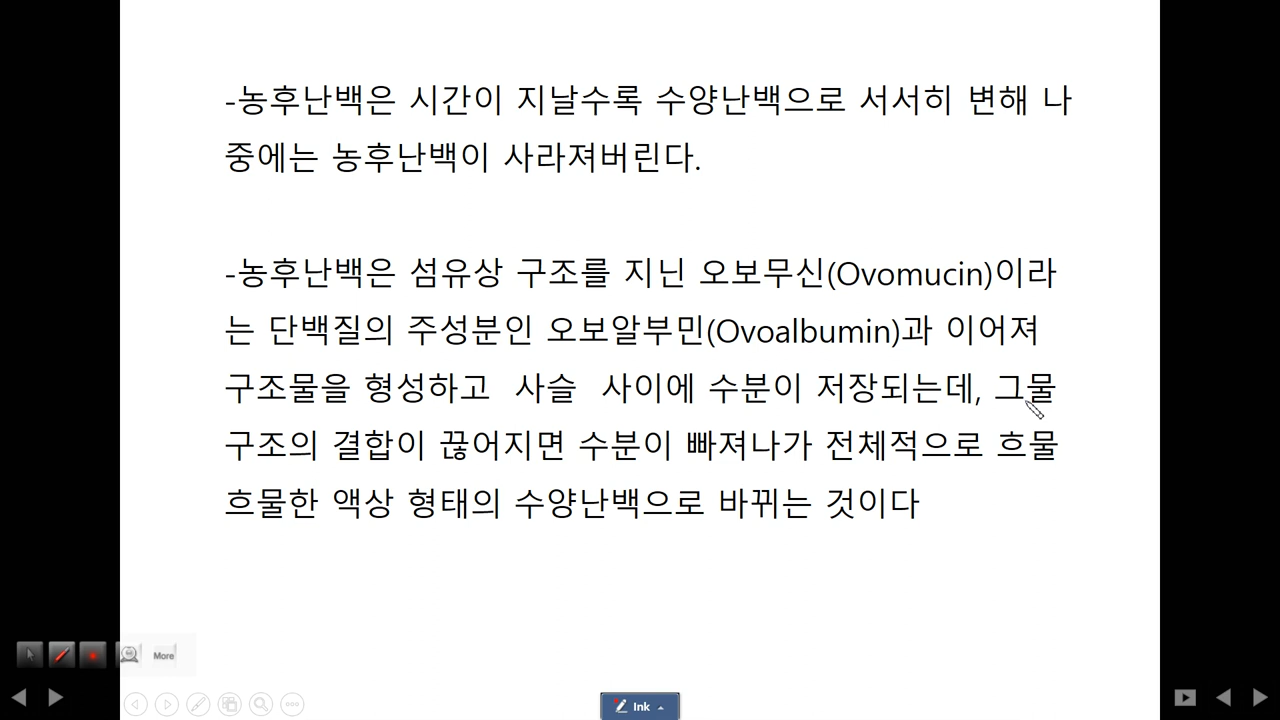 -농후난백은 시간이 지날수록 수양난백으로 서서히 변해 나
중에는 농후난백이 사라져버린다.
-농후난백은 섬유상 구조를 지닌 오보무신(Ovomucin)이라
는 단백질의 주성분인 오보알부민(Ovoalbumin)과 이어져
구조물을 형성하고 사슬 사이에 수분이 저장되는데, 그물
구조의 결합이 끊어지면 수분이 빠져나가 전체적으로 흐물
흐물한 액상 형태의 수양난백으로 바뀌는 것이다
More
Ink